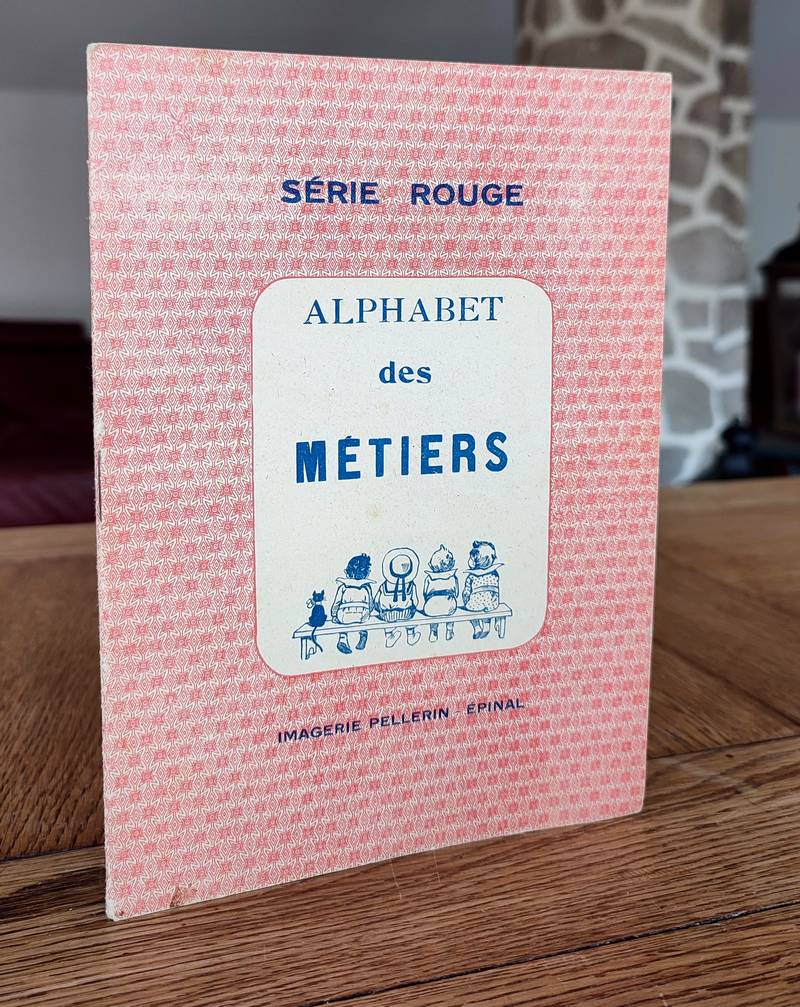 SÉRIE ROUGE
ALPHABET
des
MÉTIERS
IMAGERIE PELLERIN - ÉPINAL